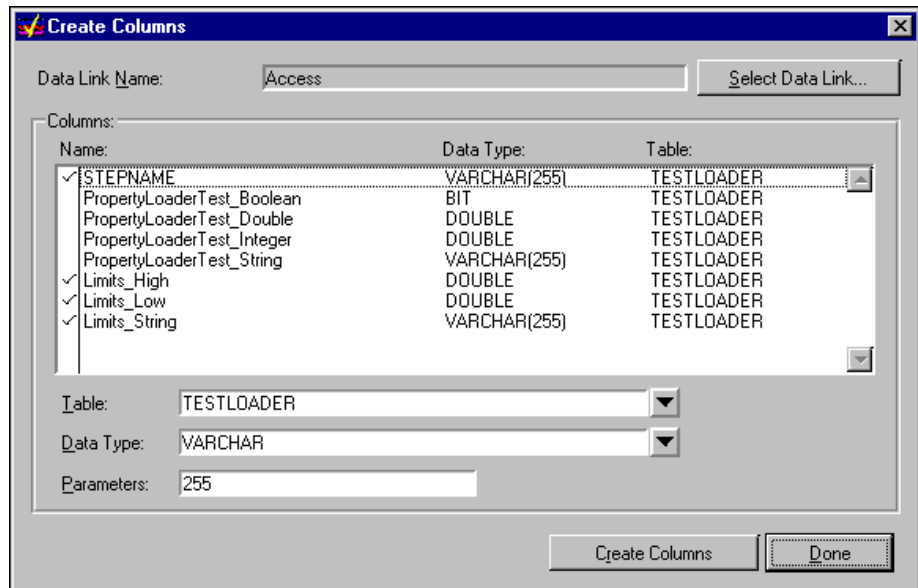 Create Columns
Data Link Name: Access Select Data Link...
Columns:
Name: Data Type: Table:
STEPNAME VARCHAR(255) TESTLOADER
PropertyLoaderTest_Boolean BIT TESTLOADER
PropertyLoaderTest_Double DOUBLE TESTLOADER
PropertyLoaderTest_Integer DOUBLE TESTLOADER
PropertyLoaderTest_String VARCHAR(255) TESTLOADER
Limits_High DOUBLE TESTLOADER
Limits_Low DOUBLE TESTLOADER
Limits_String VARCHAR(255) TESTLOADER
Table: TESTLOADER
Data Type: VARCHAR
Parameters: 255
Create Columns Done